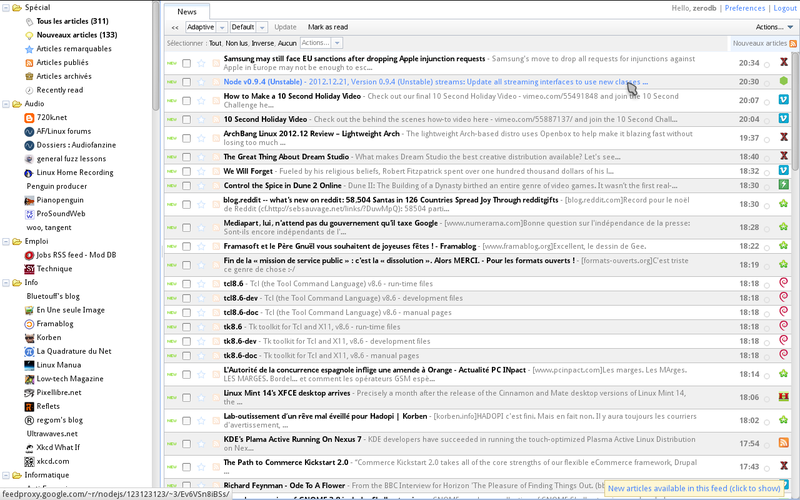 Spécial
Tous les articles (311)
Nouveaux articles (133)
Articles remarquables
Articles publiés
Articles archivés
Recently read
Audio
720k.net
AF/Linux forums
Dossiers : Audiofanzine
general fuzz lessons
Linux Home Recording
Penguin producer
Pianopenguin
ProSoundWeb
woo, tangent
Emploi
Jobs RSS feed - Mod DB
Technique
Info
Bluetouff's blog
En Une seule Image
Framablog
Korben
La Quadrature du Net
Linux Manua
Low-tech Magazine
Pixellibre.net
Reflets
regom's blog
Ultrawaves.net
Xkcd What If
xkcd.com
Informatique
feedproxy.google.com/~r/nodejs/123123123/~3/Ev6VSn8iBSs/
News
Hello, zerodb | Preferences | Logout
<< Adaptive Default Update Mark as read Actions...
Sélectionner : Tout, Non lus, Inverse, Aucun Actions... Nouveaux articles
Samsung may still face EU sanctions after dropping Apple injunction requests - Samsung's move to drop all requests for injunctions against
Apple in Europe may not be enough to esc... 20:34
Node v0.9.4 (Unstable) - 2012.12.21, Version 0.9.4 (Unstable) streams: Update all streaming interfaces to use new classes ... 20:30
How to Make a 10 Second Holiday Video - Check out our final 10 Second Holiday Video - vimeo.com/55491848 and join the 10 Second
Challenge he... 20:07
10 Second Holiday Video - Check out the behind the scenes how-to video here - vimeo.com/55887137/ and join the 10 Second Chall... 20:04
ArchBang Linux 2012.12 Review – Lightweight Arch - The lightweight Arch-based distro uses Openbox to help make it blazing fast without
losing too much ... 19:37
The Great Thing About Dream Studio - What makes Dream Studio the best creative distribution available? Let's see... 18:40
We Will Forget - Fueled by his religious beliefs, Robert Fitzpatrick spent over one hundred thousand dollars of his l... 18:32
Control the Spice in Dune 2 Online - Dune II: The Building of a Dynasty birthed an entire genre of video games. It wasn't the first real-... 18:30
blog.reddit -- what's new on reddit: 58.504 Santas in 126 Countries Spread Joy Through redditgifts - [blog.reddit.com]Record pour le noël
de Reddit (cf.http://sebsauvage.net/links/?DuwMpQ): 58504 parti... 18:30
Mediapart, lui, n'attend pas du gouvernement qu'il taxe Google - [www.numerama.com]Bonne question sur l'indépendance de la presse:
Sont-ils encore indépendants de l'... 18:28
Framasoft et le Père Gnuël vous souhaitent de joyeuses fêtes ! - Framablog - [www.framablog.org]Excellent, le dessin de Gee. 18:22
Fin de la « mission de service public » : c'est la « dissolution ». Alors MERCI. - Pour les formats ouverts ! - [formats-ouverts.org]C'est triste
ce genre de chose :-/ 18:19
tcl8.6 - Tcl (the Tool Command Language) v8.6 - run-time files 18:18
tcl8.6-dev - Tcl (the Tool Command Language) v8.6 - development files 18:18
tcl8.6-doc - Tcl (the Tool Command Language) v8.6 - manual pages 18:18
tk8.6 - Tk toolkit for Tcl and X11, v8.6 - run-time files 18:18
tk8.6-dev - Tk toolkit for Tcl and X11, v8.6 - development files 18:18
tk8.6-doc - Tk toolkit for Tcl and X11, v8.6 - manual pages 18:18
L'Autorité de la concurrence espagnole inflige une amende à Orange - Actualité PC INpact - [www.pcinpact.com]Les marges. Les MArges.
LES MARGES. Bordel... et comment les opérateurs GSM espè... 18:14
Linux Mint 14's XFCE desktop arrives - Precisely a month after the release of the Cinnamon and Mate desktop versions of Linux Mint 14,
the ... 18:06
Lab-outissement d'un rêve mal éveillé pour Hadopi | Korben - [korben.info]HADOPI c'est fini. Mais en fait non. Il y aura toujours les courriers
d'avertissement,... 18:02
KDE's Plama Active Running On Nexus 7 - KDE developers have succeeded in running the touch-optimized Plasma Active Distribution
on Nex... 17:54
The Path to Commerce Kickstart 2.0 - "Commerce Kickstart 2.0 takes all of the core strengths of our flexible eCommerce framework, Drupal
... 17:43
Richard Feynman - Ode To A Flower - From the BBC Interview for Horizon 'The Pleasure of Finding Things Out.
New articles available in this feed (click to show)